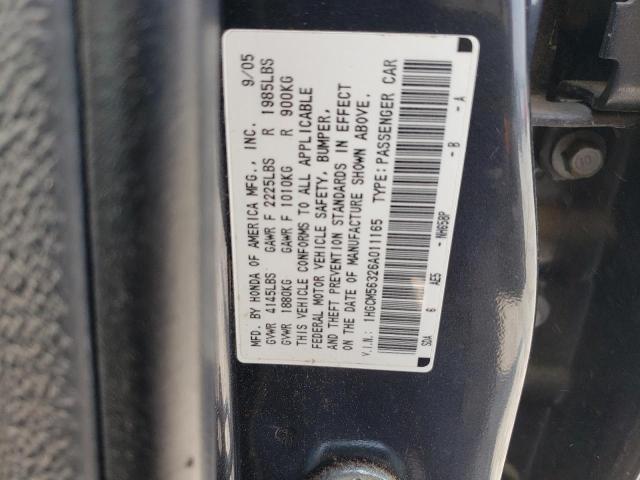 MFD. BY HONDA OF AMERICA MFG., INC. 9/05
GVWR 4145LBS GAWR F 2225LBS R 1985LBS
GVWR 1880KG GAWR F 1010KG R 900KG
THIS VEHICLE CONFORMS TO ALL APPLICABLE
FEDERAL MOTOR VEHICLE SAFETY, BUMPER,
AND THEFT PREVENTION STANDARDS IN EFFECT
ON THE DATE OF MANUFACTURE SHOWN ABOVE.
V.I.N.: 1HGCM56326A011165 TYPE: PASSENGER CAR
SDA 6 AE5 NH658P - B - A